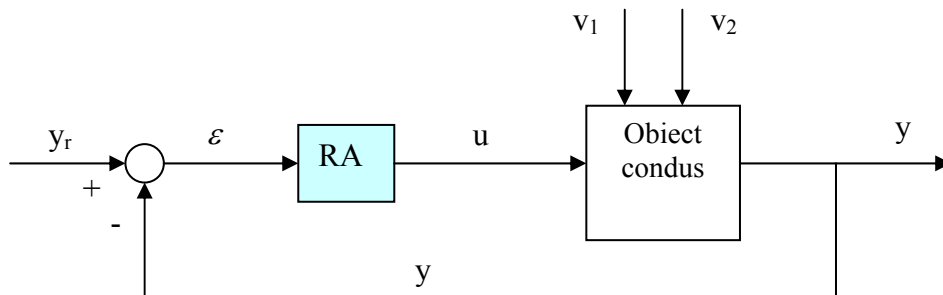 v₁ v₂
yᵣ ε RA u Obiect y
condus
+
-
y